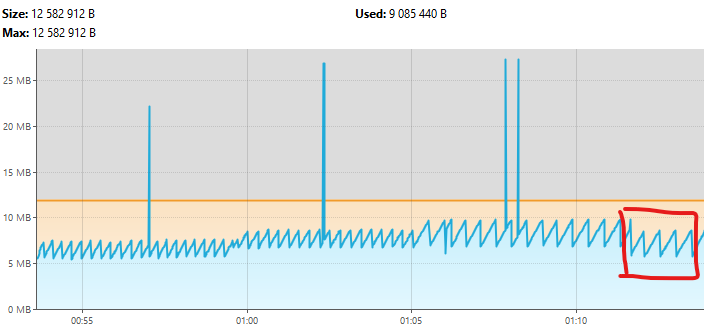 Size: 12 582 912 B Used: 9 085 440 B
Max: 12 582 912 B
25 MB
20 MB
15 MB
10 MB
5 MB
0 MB
00:55 01:00 01:05 01:10